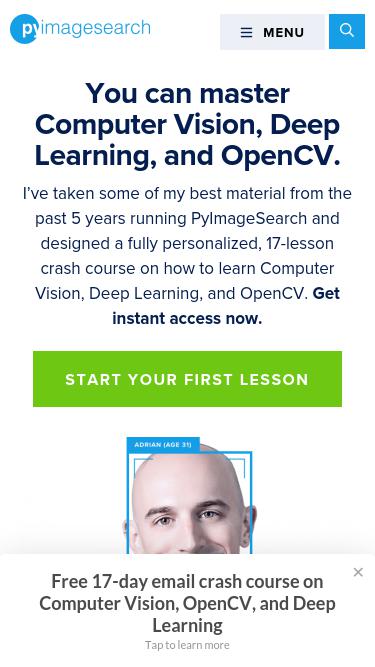 pyimagesearch
MENU
You can master
Computer Vision, Deep
Learning, and OpenCV.
I've taken some of my best material from the
past 5 years running PyImageSearch and
designed a fully personalized, 17-lesson
crash course on how to learn Computer
Vision, Deep Learning, and OpenCV. Get
instant access now.
START YOUR FIRST LESSON
ADRIAN (AGE 31)
Free 17-day email crash course on
Computer Vision, OpenCV, and Deep
Learning
Tap to learn more